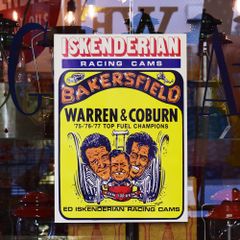 ISKENDERIAN
RACING CAMS
BAKERSFIELD
WARREN & COBURN
'75-'76-'77 TOP FUEL CHAMPIONS
ED ISKENDERIAN RACING CAMS